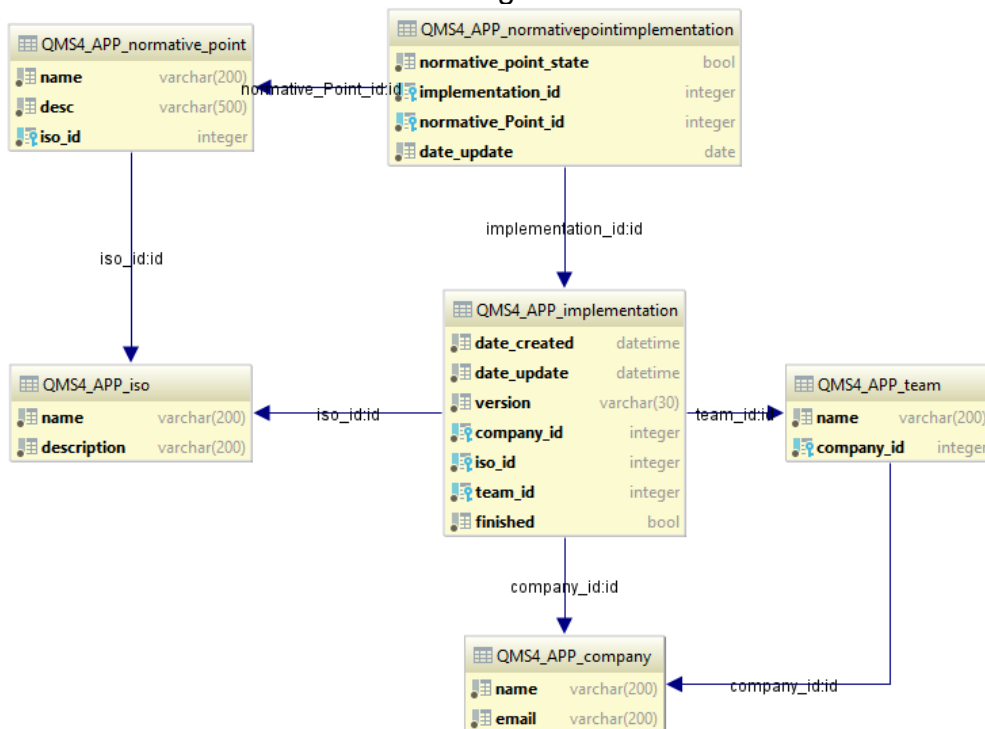 QMS4_APP_normative_point
name varchar(200)
desc varchar(500)
iso_id integer
QMS4_APP_normativepointimplementation
normative_point_state bool
implementation_id integer
normative_Point_id integer
date_update date
normative_Point_id:id
implementation_id:id
iso_id:id
QMS4_APP_implementation
date_created datetime
date_update datetime
version varchar(30)
company_id integer
iso_id integer
team_id integer
finished bool
QMS4_APP_iso
name varchar(200)
description varchar(200)
iso_id:id
team_id:id
QMS4_APP_team
name varchar(200)
company_id integer
company_id:id
QMS4_APP_company
name varchar(200)
email varchar(200)
company_id:id